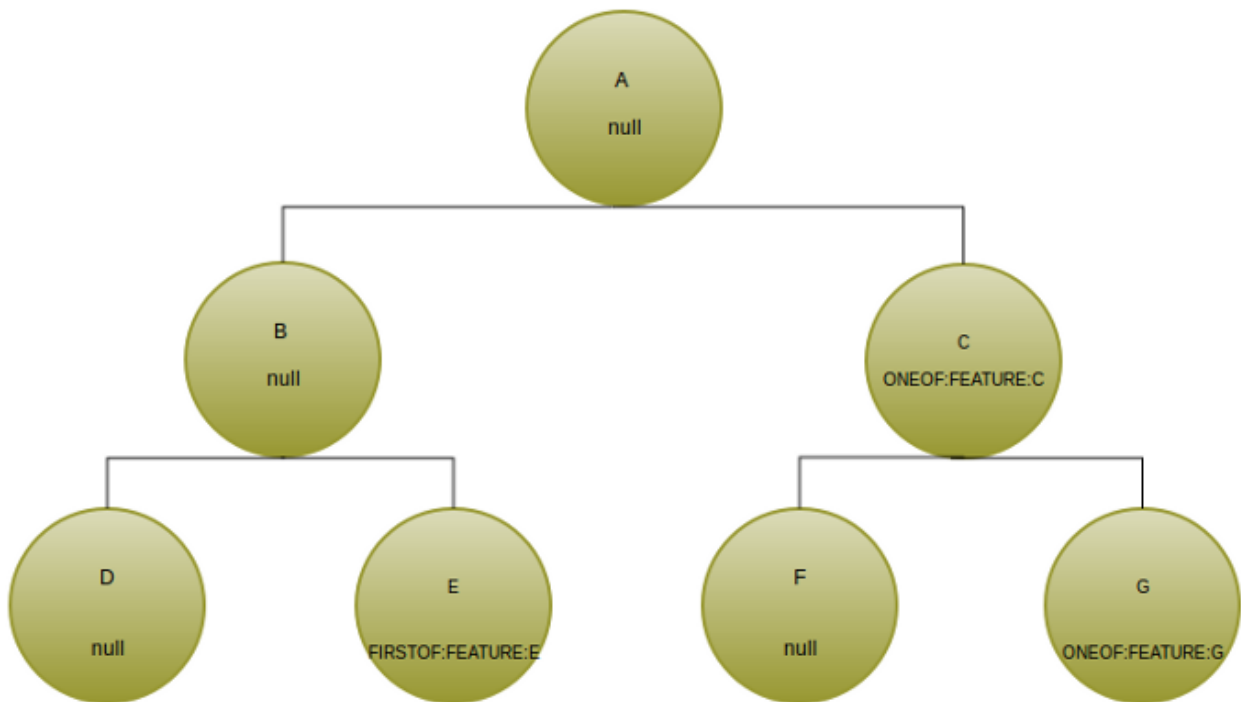 A
null
B
null
C
ONEOF:FEATURE:C
D
null
E
FIRSTOF:FEATURE:E
F
null
G
ONEOF:FEATURE:G